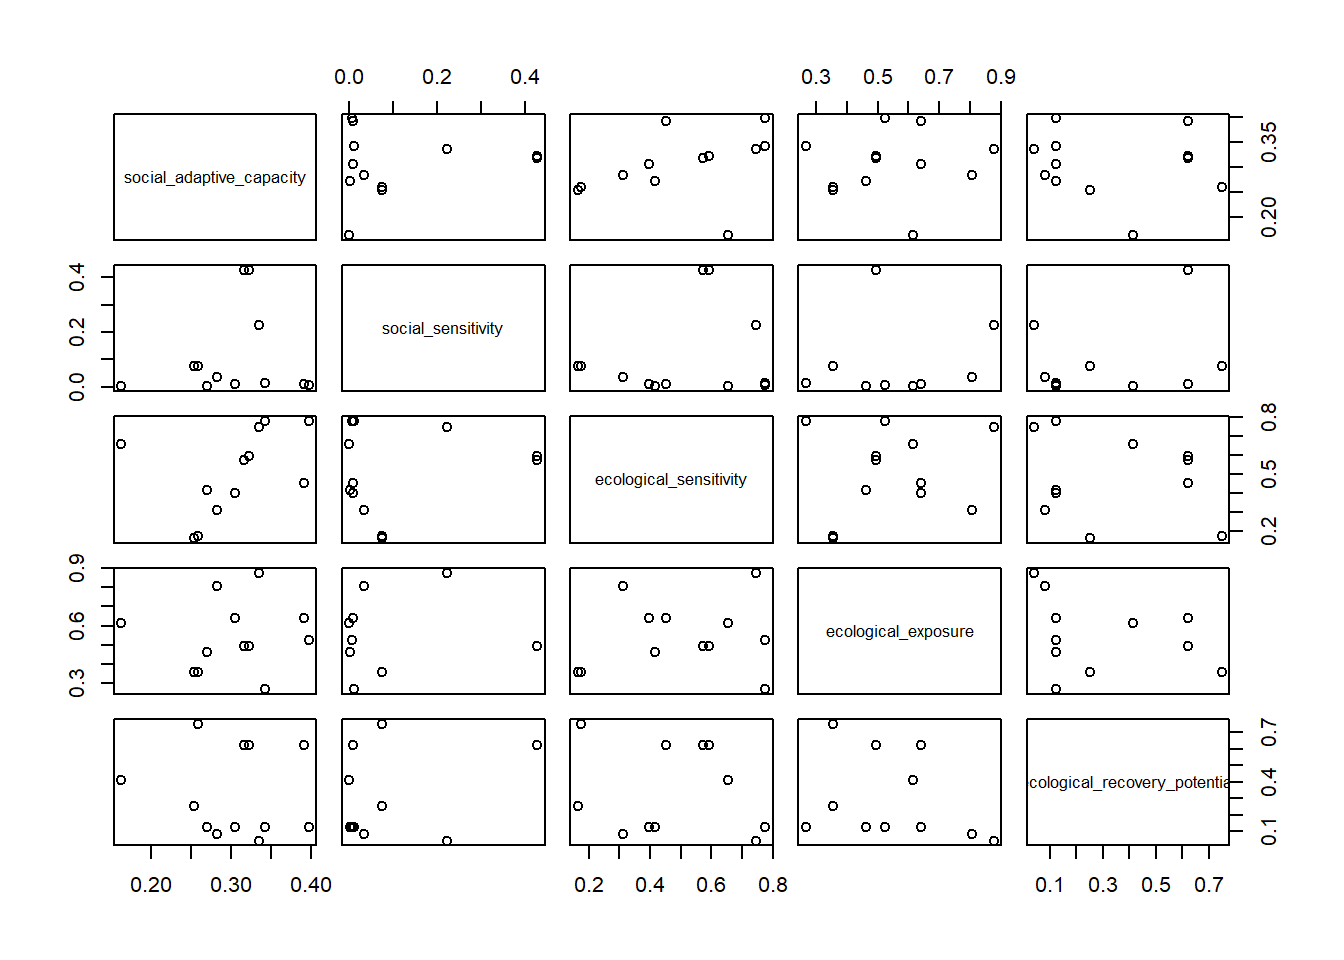 0.0 0.2 0.4
0.3 0.5 0.7 0.9
social_adaptive_capacity
0.20 0.35
0.0 0.2 0.4
social_sensitivity
ecological_sensitivity
0.2 0.5 0.8
0.3 0.6 0.9
ecological_exposure
cological_recovery_potentia
0.1 0.4 0.7
0.20 0.30 0.40
0.2 0.4 0.6 0.8
0.1 0.3 0.5 0.7